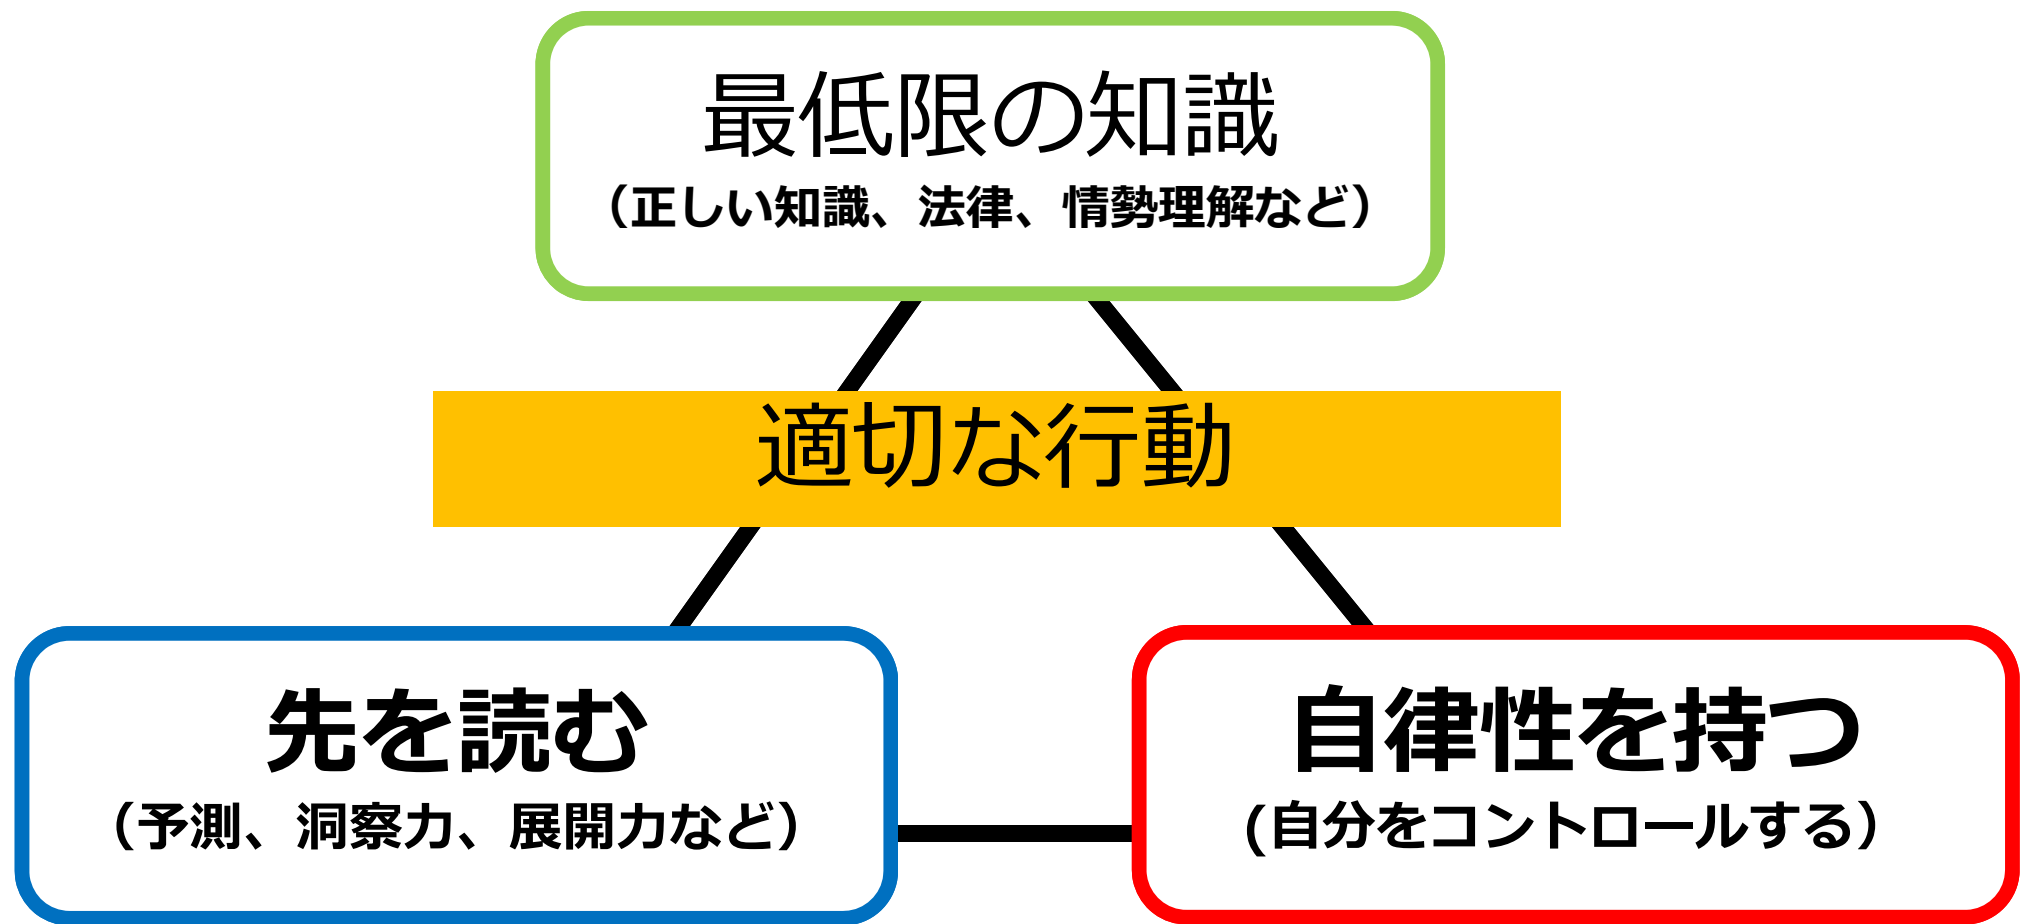 最低限の知識
（正しい知識、法律、情勢理解など）
適切な行動
先を読む
（予測、洞察力、展開力など）
自律性を持つ
(自分をコントロールする）